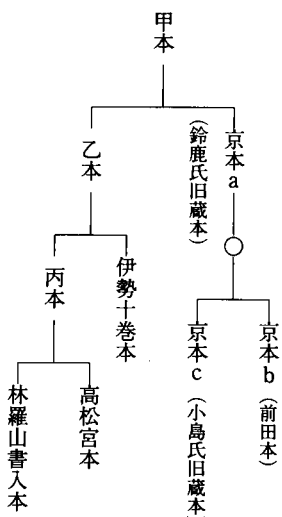 甲本
京本a
(鈴鹿氏旧蔵本)
乙本
伊勢十巻本
丙本
京本b(前田本)
京本c(小島氏旧蔵本
高松宮本
林羅山書入本